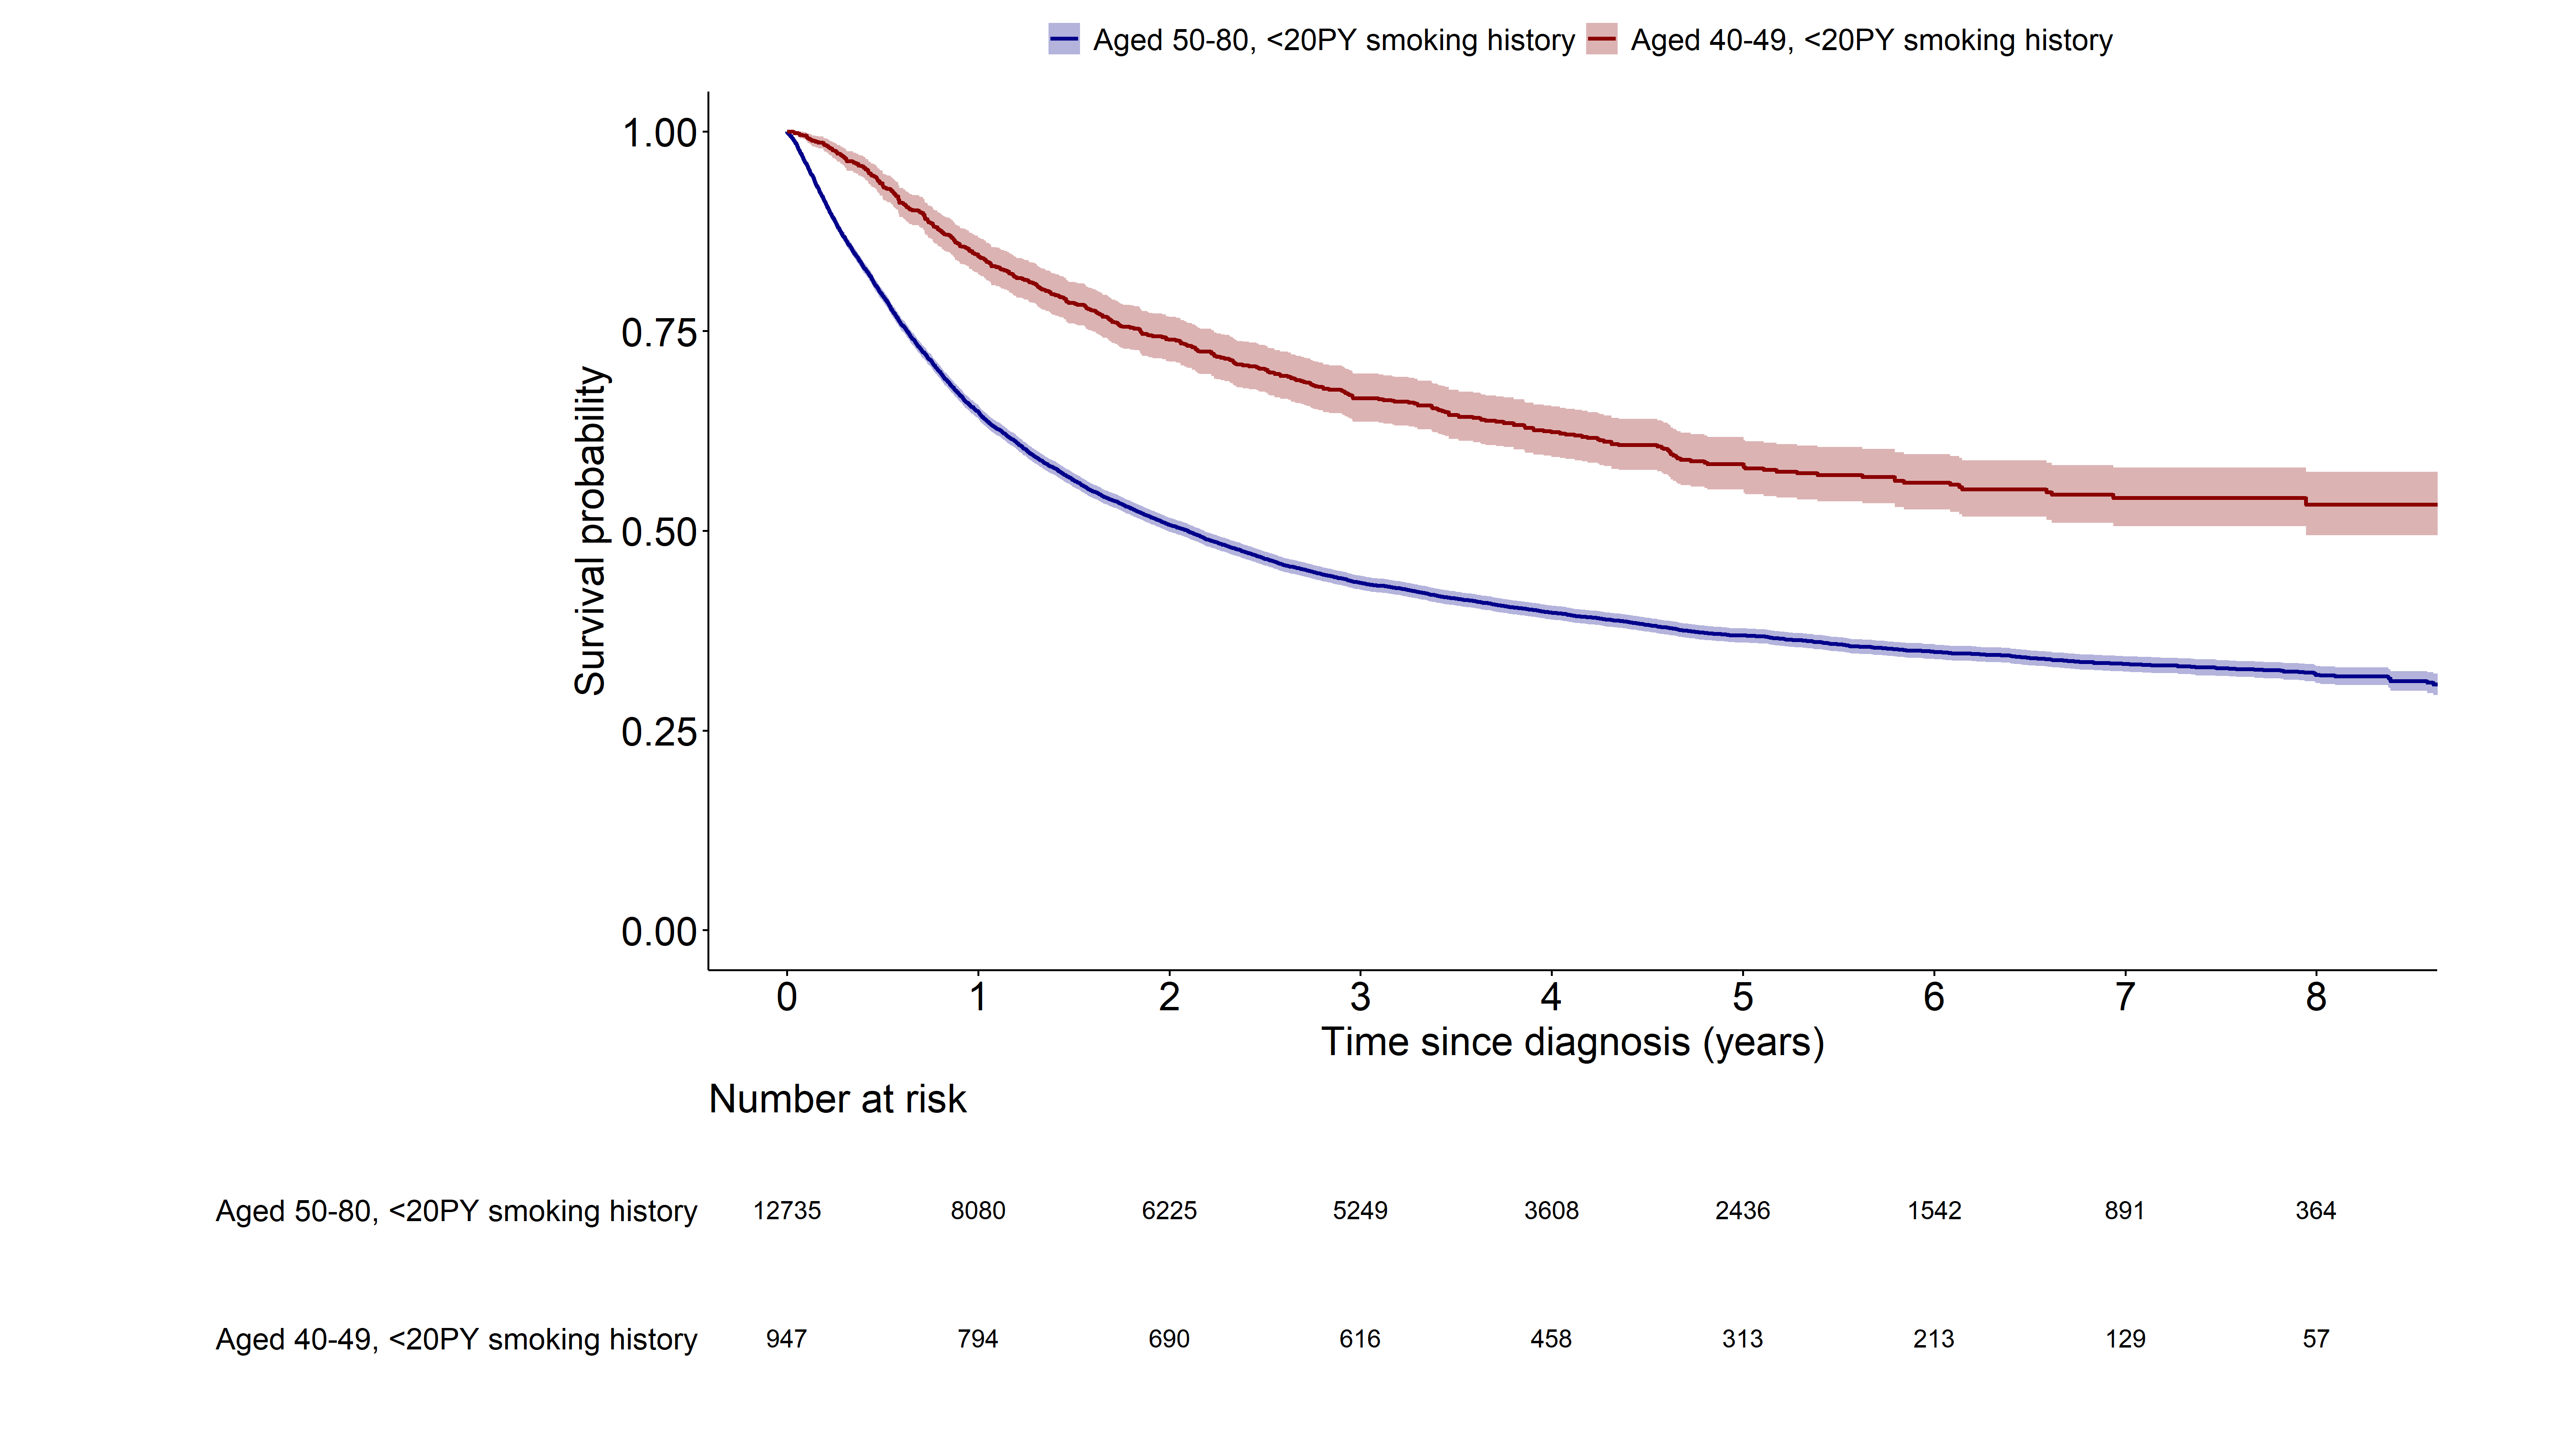 Aged 50-80, <20PY smoking history Aged 40-49, <20PY smoking history
Survival probability
1.00
0.75
0.50
0.25
0.00
0 1 2 3 4 5 6 7 8
Time since diagnosis (years)
Number at risk
Aged 50-80, <20PY smoking history 12735 8080 6225 5249 3608 2436 1542 891 364
Aged 40-49, <20PY smoking history 947 794 690 616 458 313 213 129 57